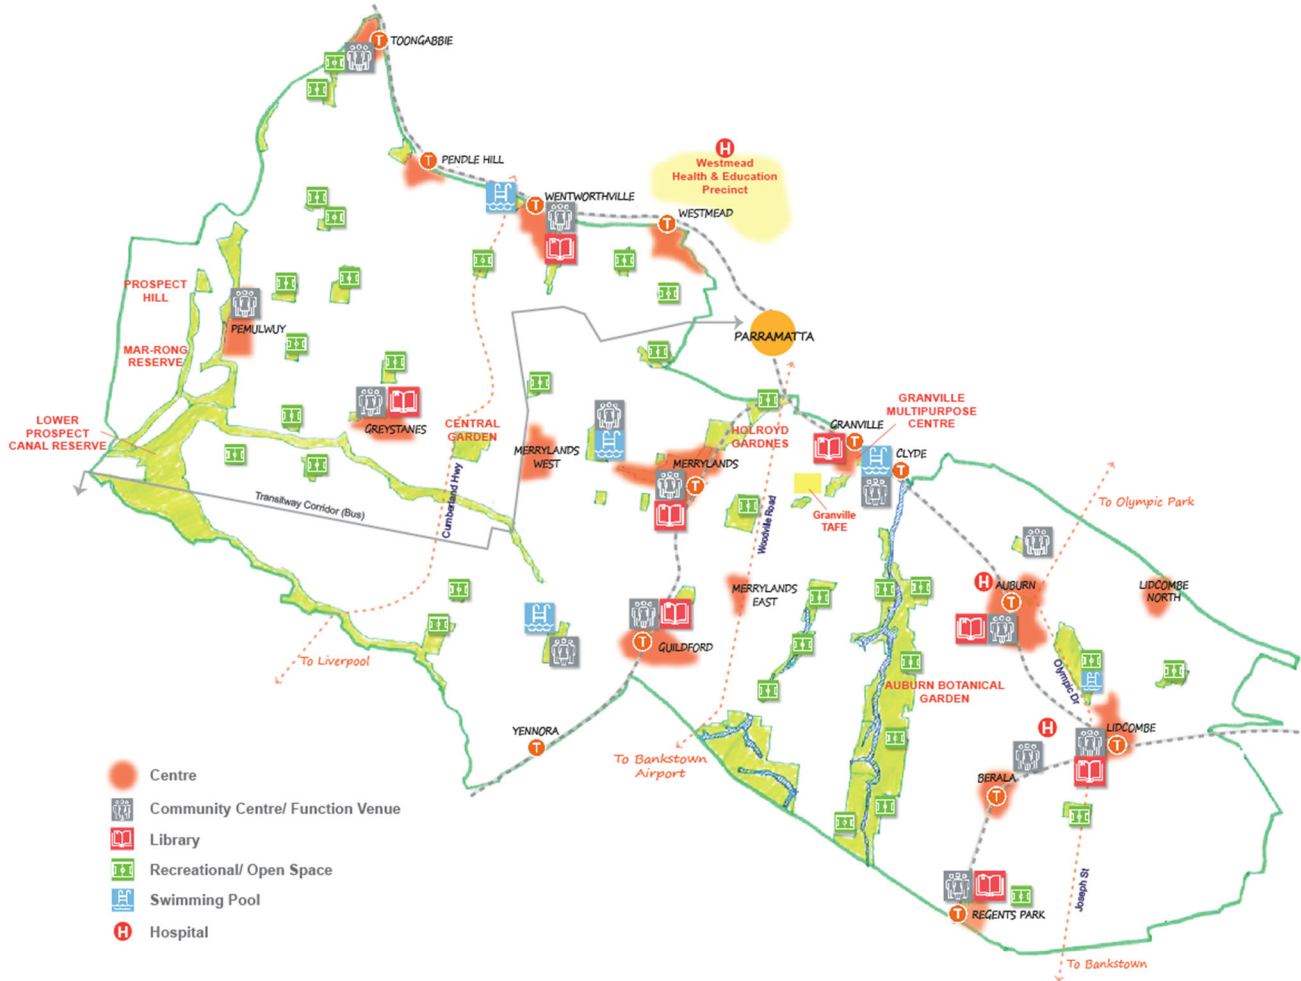 TOONGABBIE
PENDLE HILL
H
Westmead
Health & Education
Precinct
WENTWORTHVILLE
WESTMEAD
PROSPECT
HILL
PEMULWUY
MAR-RONG
RESERVE
PARRAMATTA
LOWER
PROSPECT
CANAL RESERVE
GREYSTANES
CENTRAL
GARDEN
MERRYLANDS
WEST
HOLROYD
GARDNES
GRANVILLE
MULTIPURPOSE
CENTRE
GRANVILLE
CLYDE
MERRYLANDS
Transitway Corridor (Bus)
Cumberland Hwy
Woodville Road
Granville
TAFE
To Olympic Park
H
AUBURN
LIDCOMBE
NORTH
MERRYLANDS
EAST
GUILDFORD
To Liverpool
AUBURN BOTANICAL
GARDEN
Olympic Dr
YENNORA
To Bankstown
Airport
H
LIDCOMBE
BERALA
Joseph St
REGENTS PARK
To Bankstown
Centre
Community Centre/ Function Venue
Library
Recreational/ Open Space
Swimming Pool
H
Hospital
T
T
T
T
T
T
T
T
T
T
T
T
T